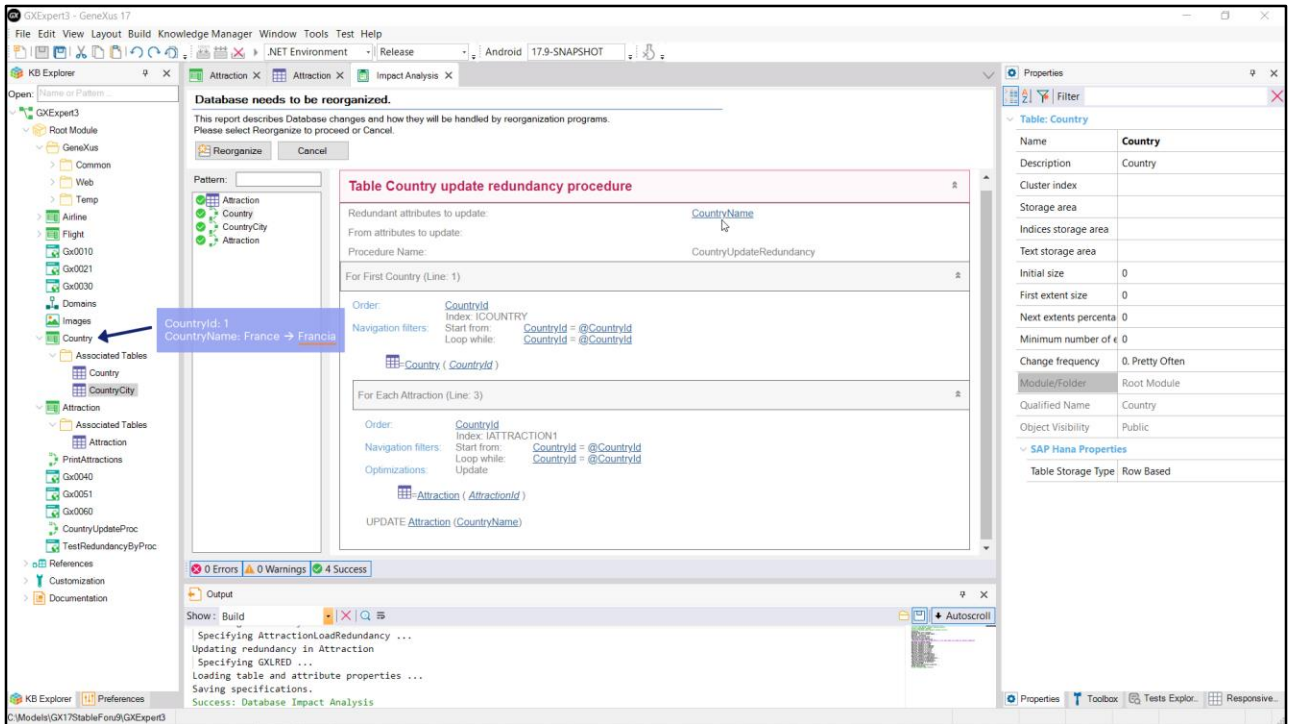 GXExpert3 - GeneXus 17
File Edit View Layout Build Knowledge Manager Window Tools Test Help
.NET Environment Release Android 17.9-SNAPSHOT
KB Explorer
Open: Name or Pattern...
GXExpert3
Root Module
GeneXus
Common
Web
Temp
Airline
Flight
Gx0010
Gx0021
Gx0030
Domains
Images
Country
Associated Tables
Country
CountryCity
Attraction
Associated Tables
Attraction
PrintAttractions
Gx0040
Gx0051
Gx0060
CountryUpdateProc
TestRedundancyByProc
References
Customization
Documentation
KB Explorer Preferences
C:\Models\GX17StableForu9\GXExpert3
CountryId: 1
CountryName: France → Francia
Attraction Attraction Impact Analysis
Database needs to be reorganized.
This report describes Database changes and how they will be handled by reorganization programs.
Please select Reorganize to proceed or Cancel.
Reorganize Cancel
Pattern:
Attraction
Country
CountryCity
Attraction
Table Country update redundancy procedure
Redundant attributes to update: CountryName
From attributes to update:
Procedure Name: CountryUpdateRedundancy
For First Country (Line: 1)
Order: CountryId
Index: ICOUNTRY
Navigation filters: Start from: CountryId = @CountryId
Loop while: CountryId = @CountryId
=Country ( CountryId )
For Each Attraction (Line: 3)
Order: CountryId
Index: IATTRACTION1
Navigation filters: Start from: CountryId = @CountryId
Loop while: CountryId = @CountryId
Optimizations: Update
=Attraction ( AttractionId )
UPDATE Attraction (CountryName)
0 Errors 0 Warnings 4 Success
Output
Show: Build Autoscroll
Specifying AttractionLoadRedundancy ...
Updating redundancy in Attraction
Specifying GXLRED ...
Loading table and attribute properties ...
Saving specifications.
Success: Database Impact Analysis
Properties
Filter
Table: Country
Name Country
Description Country
Cluster index
Storage area
Indices storage area
Text storage area
Initial size 0
First extent size 0
Next extents percenta 0
Minimum number of e 0
Change frequency 0. Pretty Often
Module/Folder Root Module
Qualified Name Country
Object Visibility Public
SAP Hana Properties
Table Storage Type Row Based
Properties Toolbox Tests Explor.. Responsive...